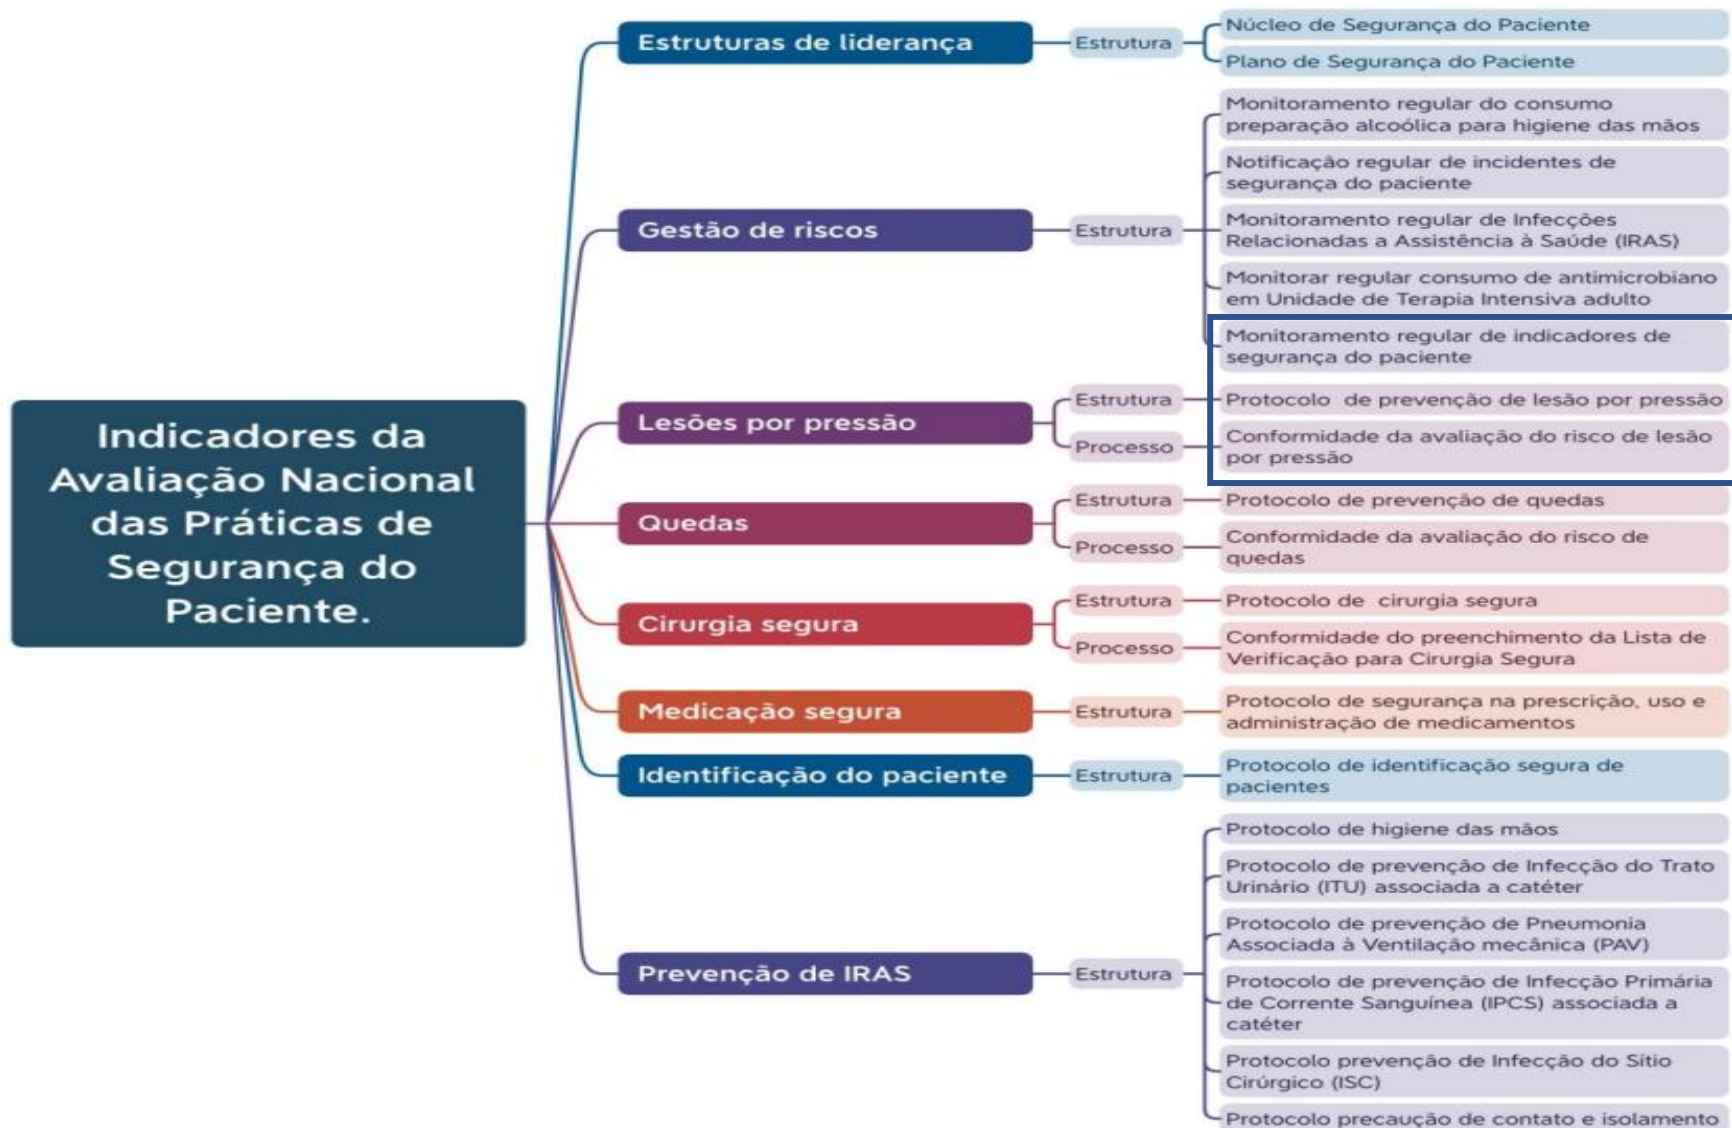 Indicadores da
Avaliação Nacional
das Práticas de
Segurança do
Paciente.
Estruturas de liderança
Estrutura
Núcleo de Segurança do Paciente
Plano de Segurança do Paciente
Gestão de riscos
Estrutura
Monitoramento regular do consumo
preparação alcoólica para higiene das mãos
Notificação regular de incidentes de
segurança do paciente
Monitoramento regular de Infecções
Relacionadas a Assistência à Saúde (IRAS)
Monitorar regular consumo de antimicrobiano
em Unidade de Terapia Intensiva adulto
Monitoramento regular de indicadores de
segurança do paciente
Lesões por pressão
Estrutura
Protocolo de prevenção de lesão por pressão
Processo
Conformidade da avaliação do risco de lesão
por pressão
Quedas
Estrutura
Protocolo de prevenção de quedas
Processo
Conformidade da avaliação do risco de
quedas
Cirurgia segura
Estrutura
Protocolo de cirurgia segura
Processo
Conformidade do preenchimento da Lista de
Verificação para Cirurgia Segura
Medicação segura
Estrutura
Protocolo de segurança na prescrição, uso e
administração de medicamentos
Identificação do paciente
Estrutura
Protocolo de identificação segura de
pacientes
Prevenção de IRAS
Estrutura
Protocolo de higiene das mãos
Protocolo de prevenção de Infecção do Trato
Urinário (ITU) associada a catéter
Protocolo de prevenção de Pneumonia
Associada à Ventilação mecânica (PAV)
Protocolo de prevenção de Infecção Primária
de Corrente Sanguínea (IPCS) associada a
catéter
Protocolo prevenção de Infecção do Sítio
Cirúrgico (ISC)
Protocolo precaução de contato e isolamento